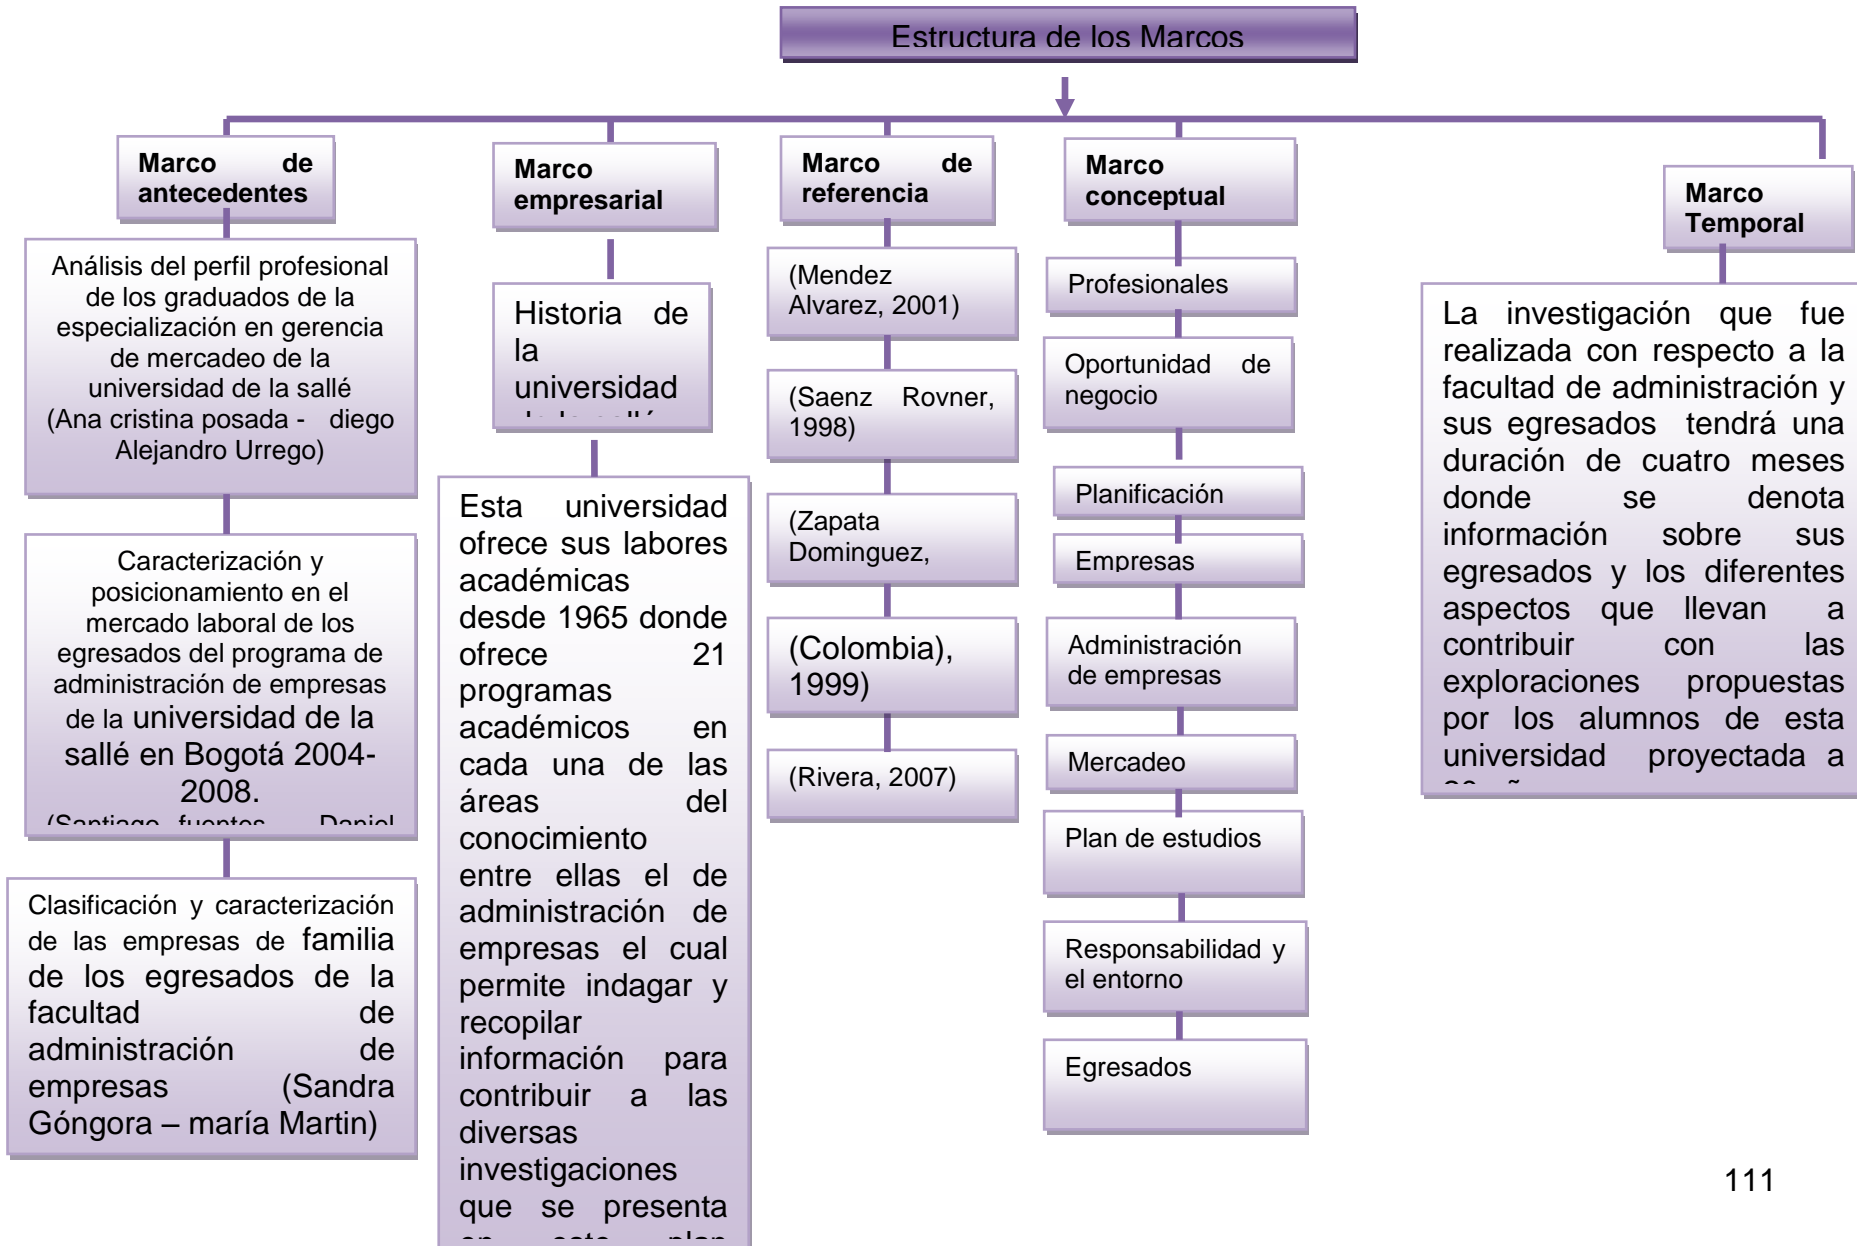 Estructura de los Marcos
Marco de
antecedentes
Análisis del perfil profesional
de los graduados de la
especialización en gerencia
de mercadeo de la
universidad de la sallé
(Ana cristina posada - diego
Alejandro Urrego)
Caracterización y
posicionamiento en el
mercado laboral de los
egresados del programa de
administración de empresas
de la universidad de la
sallé en Bogotá 2004-
2008.
(Santiago fuentes Daniel
Clasificación y caracterización
de las empresas de familia
de los egresados de la
facultad de
administración de
empresas (Sandra
Góngora – maría Martin)
Marco
empresarial
Historia de
la
universidad
de la sallé
Esta universidad
ofrece sus labores
académicas
desde 1965 donde
ofrece 21
programas
académicos en
cada una de las
áreas del
conocimiento
entre ellas el de
administración de
empresas el cual
permite indagar y
recopilar
información para
contribuir a las
diversas
investigaciones
que se presenta
en este plan
Marco de
referencia
(Mendez
Alvarez, 2001)
(Saenz Rovner,
1998)
(Zapata
Dominguez,
(Colombia),
1999)
(Rivera, 2007)
Marco
conceptual
Profesionales
Oportunidad de
negocio
Planificación
Empresas
Administración
de empresas
Mercadeo
Plan de estudios
Responsabilidad y
el entorno
Egresados
Marco
Temporal
La investigación que fue
realizada con respecto a la
facultad de administración y
sus egresados tendrá una
duración de cuatro meses
donde se denota
información sobre sus
egresados y los diferentes
aspectos que llevan a
contribuir con las
exploraciones propuestas
por los alumnos de esta
universidad proyectada a
111